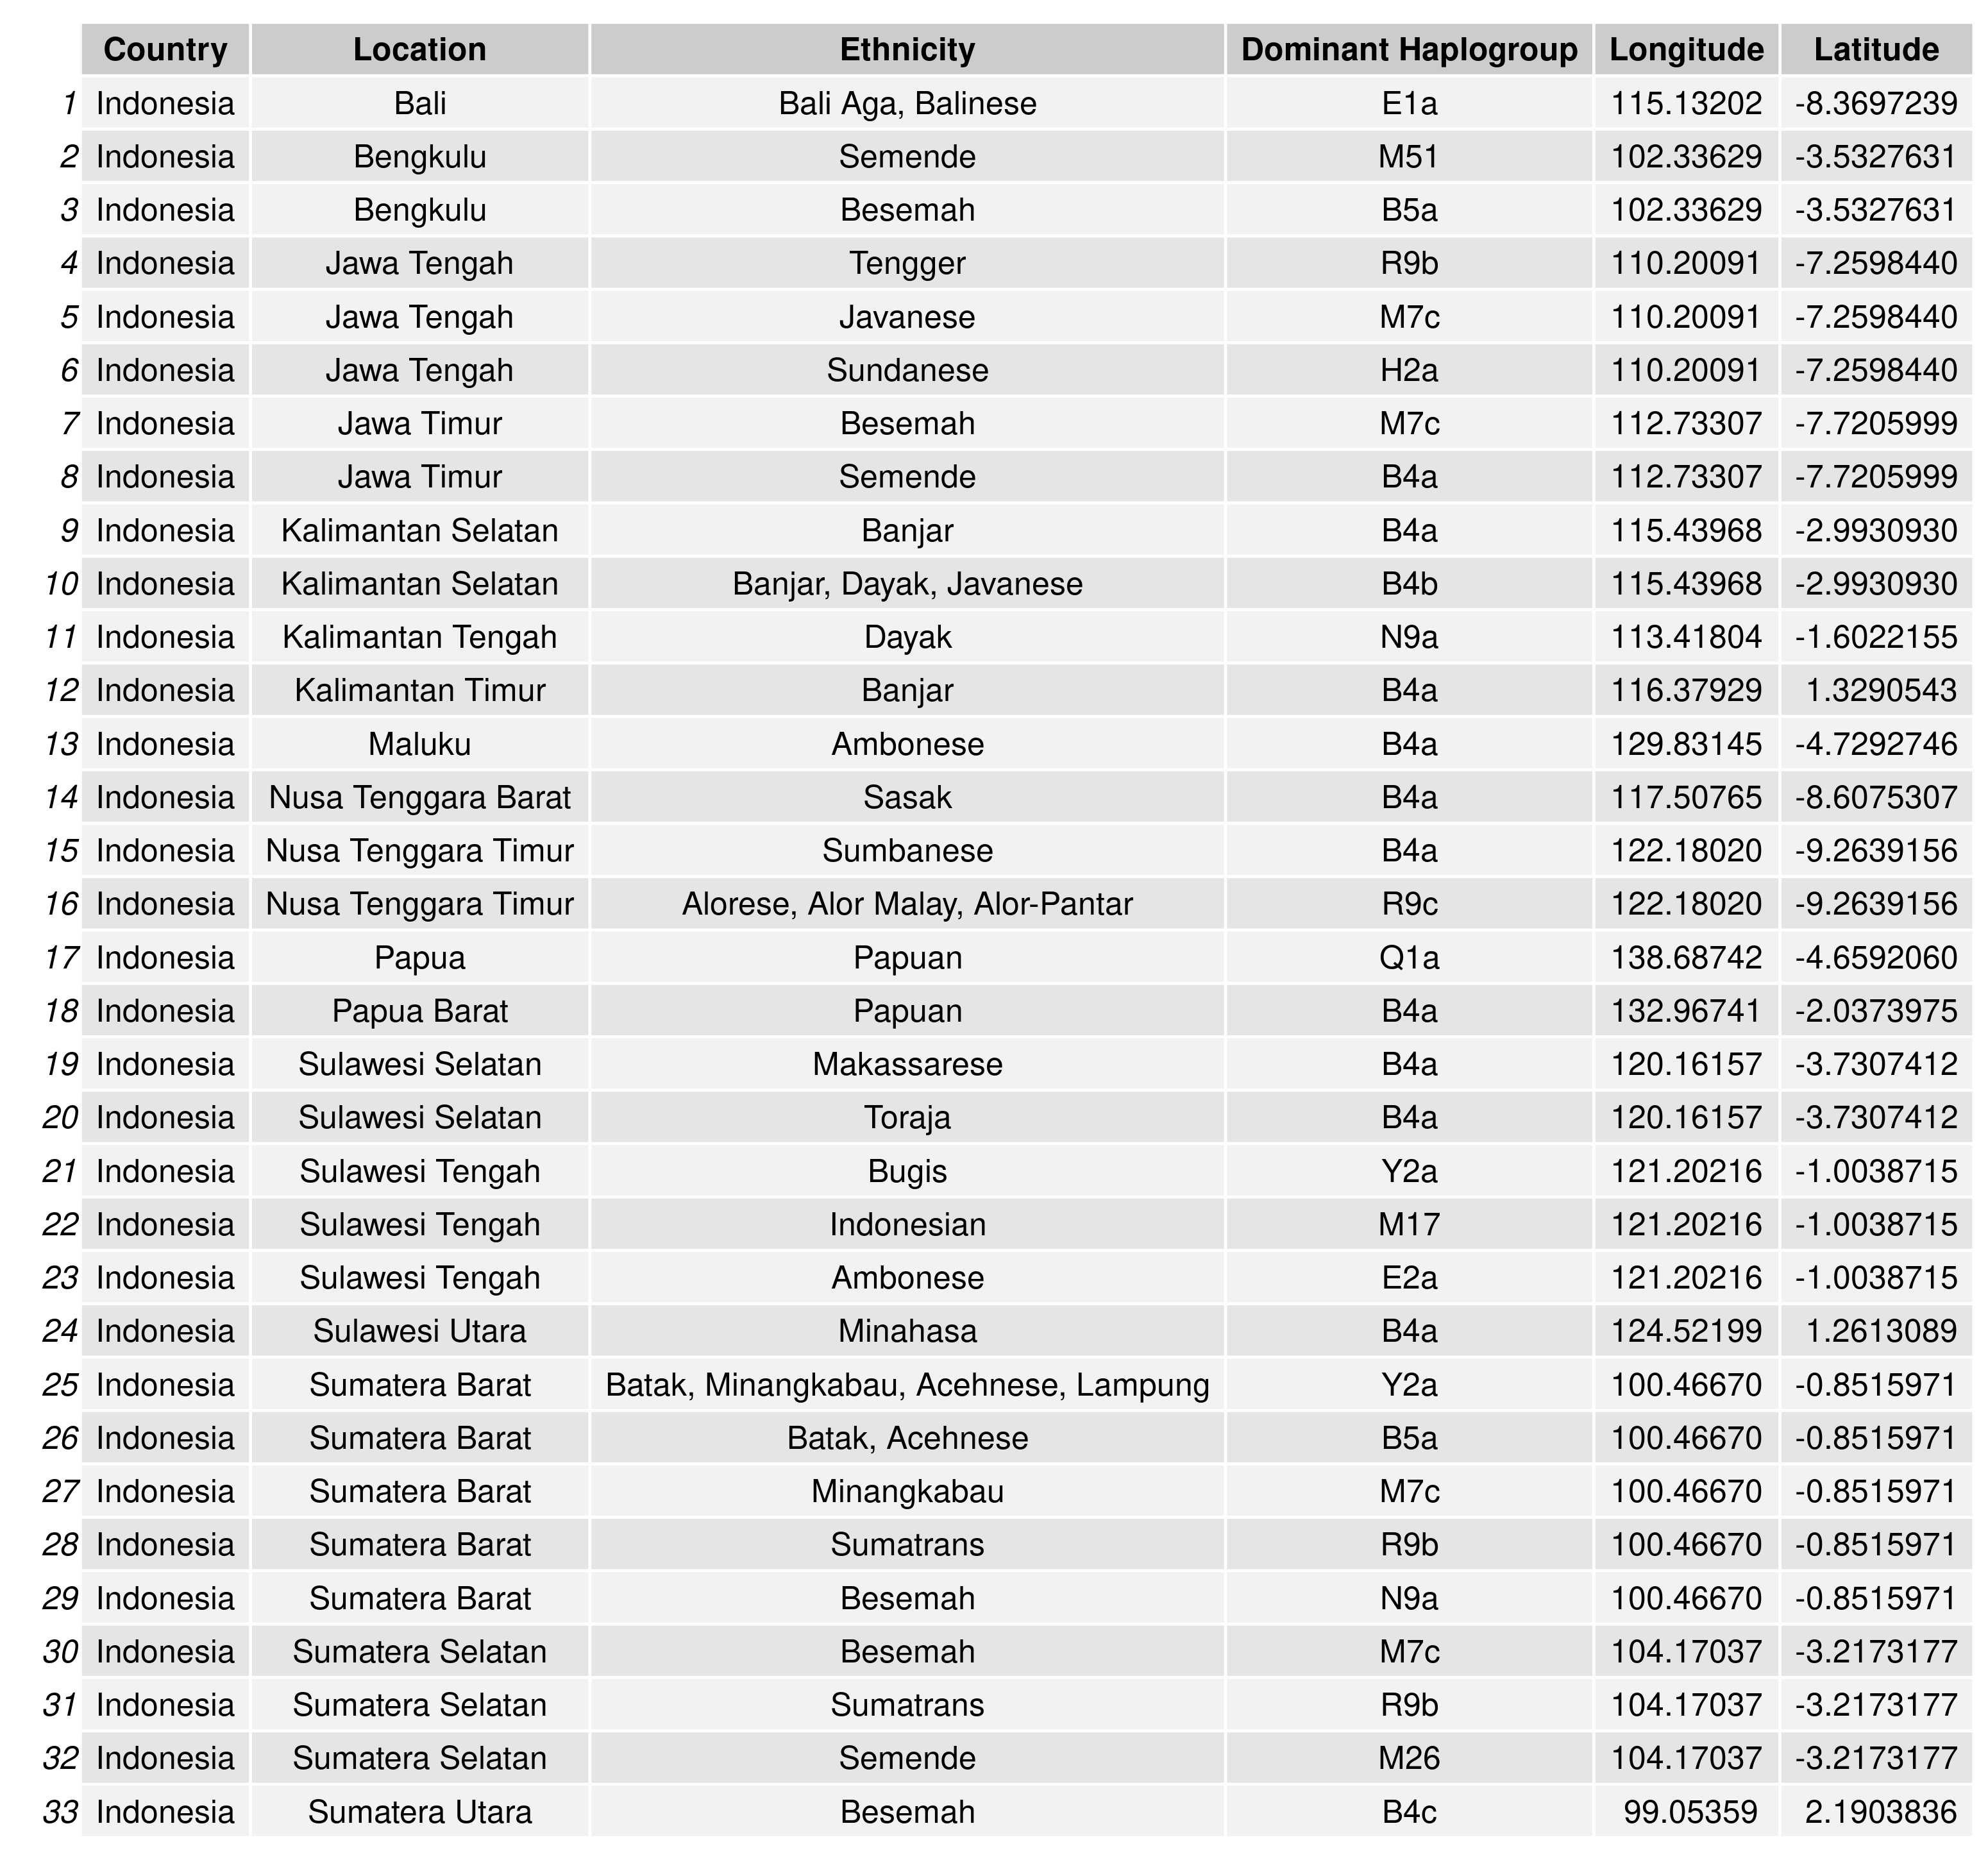 Country Location Ethnicity Dominant Haplogroup Longitude Latitude
1 Indonesia Bali Bali Aga, Balinese E1a 115.13202 -8.3697239
2 Indonesia Bengkulu Semende M51 102.33629 -3.5327631
3 Indonesia Bengkulu Besemah B5a 102.33629 -3.5327631
4 Indonesia Jawa Tengah Tengger R9b 110.20091 -7.2598440
5 Indonesia Jawa Tengah Javanese M7c 110.20091 -7.2598440
6 Indonesia Jawa Tengah Sundanese H2a 110.20091 -7.2598440
7 Indonesia Jawa Timur Besemah M7c 112.73307 -7.7205999
8 Indonesia Jawa Timur Semende B4a 112.73307 -7.7205999
9 Indonesia Kalimantan Selatan Banjar B4a 115.43968 -2.9930930
10 Indonesia Kalimantan Selatan Banjar, Dayak, Javanese B4b 115.43968 -2.9930930
11 Indonesia Kalimantan Tengah Dayak N9a 113.41804 -1.6022155
12 Indonesia Kalimantan Timur Banjar B4a 116.37929 1.3290543
13 Indonesia Maluku Ambonese B4a 129.83145 -4.7292746
14 Indonesia Nusa Tenggara Barat Sasak B4a 117.50765 -8.6075307
15 Indonesia Nusa Tenggara Timur Sumbanese B4a 122.18020 -9.2639156
16 Indonesia Nusa Tenggara Timur Alorese, Alor Malay, Alor-Pantar R9c 122.18020 -9.2639156
17 Indonesia Papua Papuan Q1a 138.68742 -4.6592060
18 Indonesia Papua Barat Papuan B4a 132.96741 -2.0373975
19 Indonesia Sulawesi Selatan Makassarese B4a 120.16157 -3.7307412
20 Indonesia Sulawesi Selatan Toraja B4a 120.16157 -3.7307412
21 Indonesia Sulawesi Tengah Bugis Y2a 121.20216 -1.0038715
22 Indonesia Sulawesi Tengah Indonesian M17 121.20216 -1.0038715
23 Indonesia Sulawesi Tengah Ambonese E2a 121.20216 -1.0038715
24 Indonesia Sulawesi Utara Minahasa B4a 124.52199 1.2613089
25 Indonesia Sumatera Barat Batak, Minangkabau, Acehnese, Lampung Y2a 100.46670 -0.8515971
26 Indonesia Sumatera Barat Batak, Acehnese B5a 100.46670 -0.8515971
27 Indonesia Sumatera Barat Minangkabau M7c 100.46670 -0.8515971
28 Indonesia Sumatera Barat Sumatrans R9b 100.46670 -0.8515971
29 Indonesia Sumatera Barat Besemah N9a 100.46670 -0.8515971
30 Indonesia Sumatera Selatan Besemah M7c 104.17037 -3.2173177
31 Indonesia Sumatera Selatan Sumatrans R9b 104.17037 -3.2173177
32 Indonesia Sumatera Selatan Semende M26 104.17037 -3.2173177
33 Indonesia Sumatera Utara Besemah B4c 99.05359 2.1903836